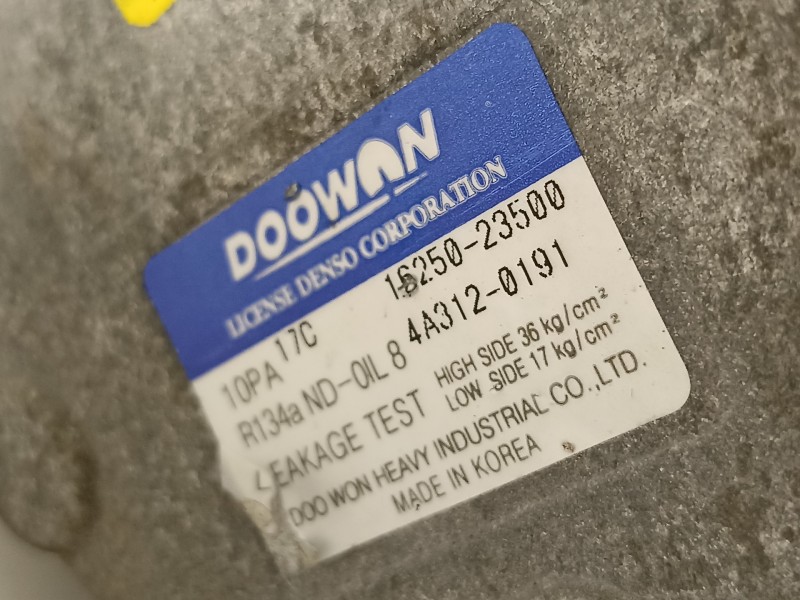 DOOWON
LICENSE DENSO CORPORATION
10PA 17C 16250-23500
R134a ND-OIL 8 4A312-0191
LEAKAGE TEST HIGH SIDE 36 kg/cm²
LOW SIDE 17 kg/cm²
DOO WON HEAVY INDUSTRIAL CO.,LTD.
MADE IN KOREA